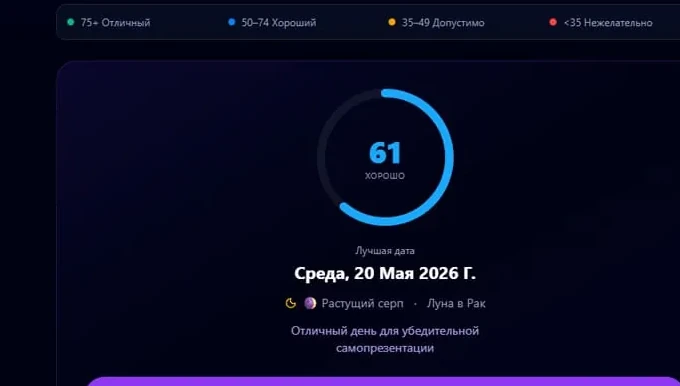 75+ Отличный 50–74 Хороший 35–49 Допустимо <35 Нежелательно
61
ХОРОШО
Лучшая дата
Среда, 20 Мая 2026 Г.
Растущий серп · Луна в Рак
Отличный день для убедительной
самопрезентации